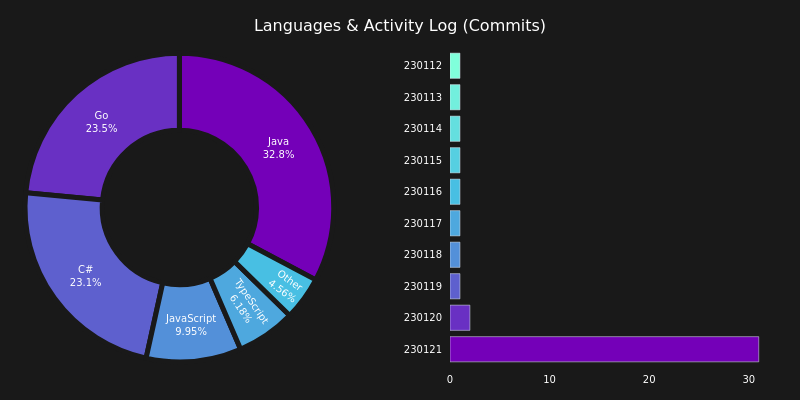 Languages & Activity Log (Commits)
Java
32.8%
Go
23.5%
C#
23.1%
JavaScript
9.95%
TypeScript
6.18%
Other
4.56%
230112
230113
230114
230115
230116
230117
230118
230119
230120
230121
0 10 20 30